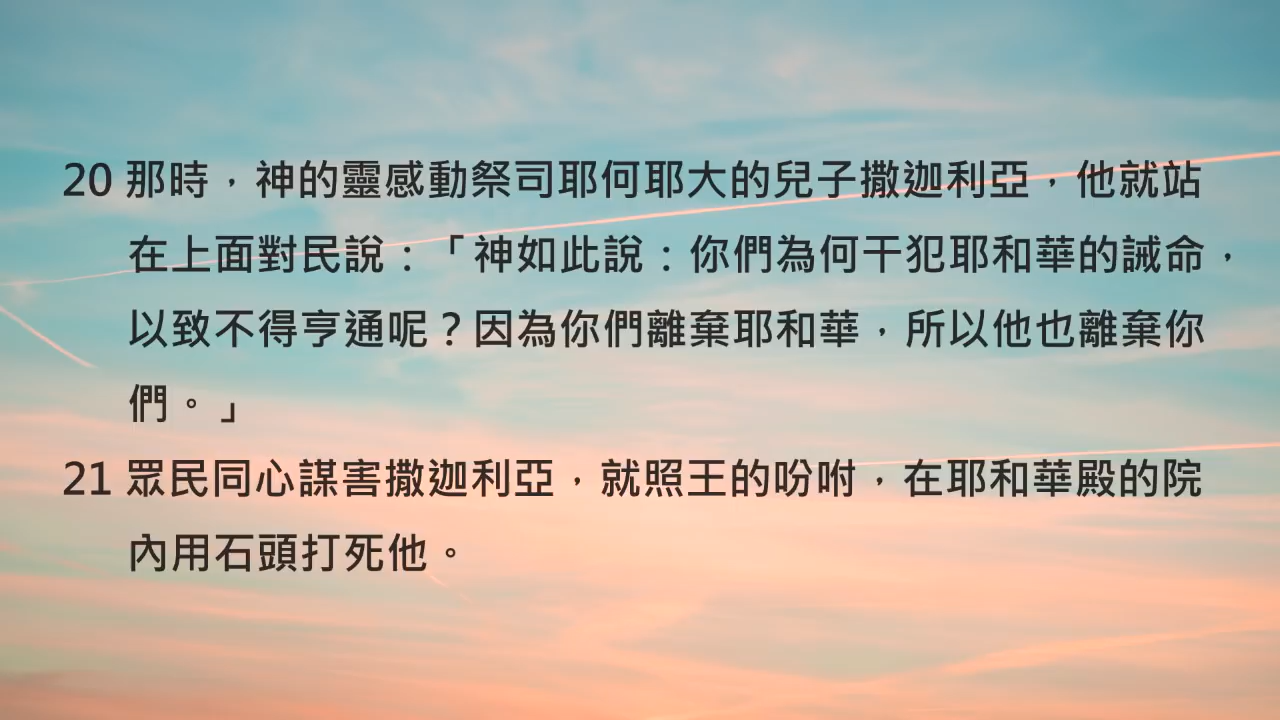 20 那時，神的靈感動祭司耶何耶大的兒子撒迦利亞，他就站
在上面對民說：「神如此說：你們為何干犯耶和華的誡命，
以致不得亨通呢？因為你們離棄耶和華，所以他也離棄你
們。」
21 眾民同心謀害撒迦利亞，就照王的吩咐，在耶和華殿的院
內用石頭打死他。